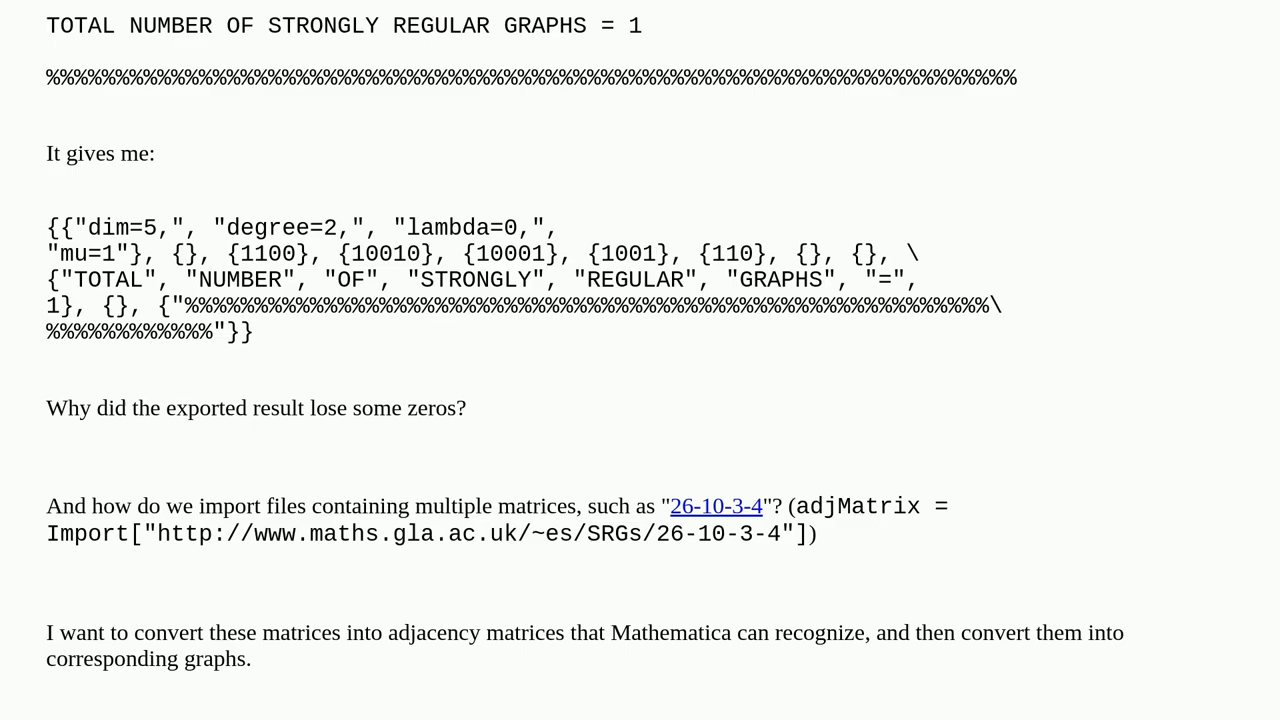 TOTAL NUMBER OF STRONGLY REGULAR GRAPHS = 1
%%%%%%%%%%%%%%%%%%%%%%%%%%%%%%%%%%%%%%%%%%%%%%%%%%%%%%%%%%%%%%%%%%%%%%
It gives me:
{{"dim=5,", "degree=2,", "lambda=0,",
"mu=1"}, {}, {1100}, {10010}, {10001}, {1001}, {110}, {}, {}, \
{"TOTAL", "NUMBER", "OF", "STRONGLY", "REGULAR", "GRAPHS", "=",
1}, {}, {"%%%%%%%%%%%%%%%%%%%%%%%%%%%%%%%%%%%%%%%%%%%%%%%%%%%%%%%%%%\
%%%%%%%%%%%%"}}
Why did the exported result lose some zeros?
And how do we import files containing multiple matrices, such as "26-10-3-4"? (adjMatrix =
Import["http://www.maths.gla.ac.uk/~es/SRGs/26-10-3-4"])
I want to convert these matrices into adjacency matrices that Mathematica can recognize, and then convert them into
corresponding graphs.